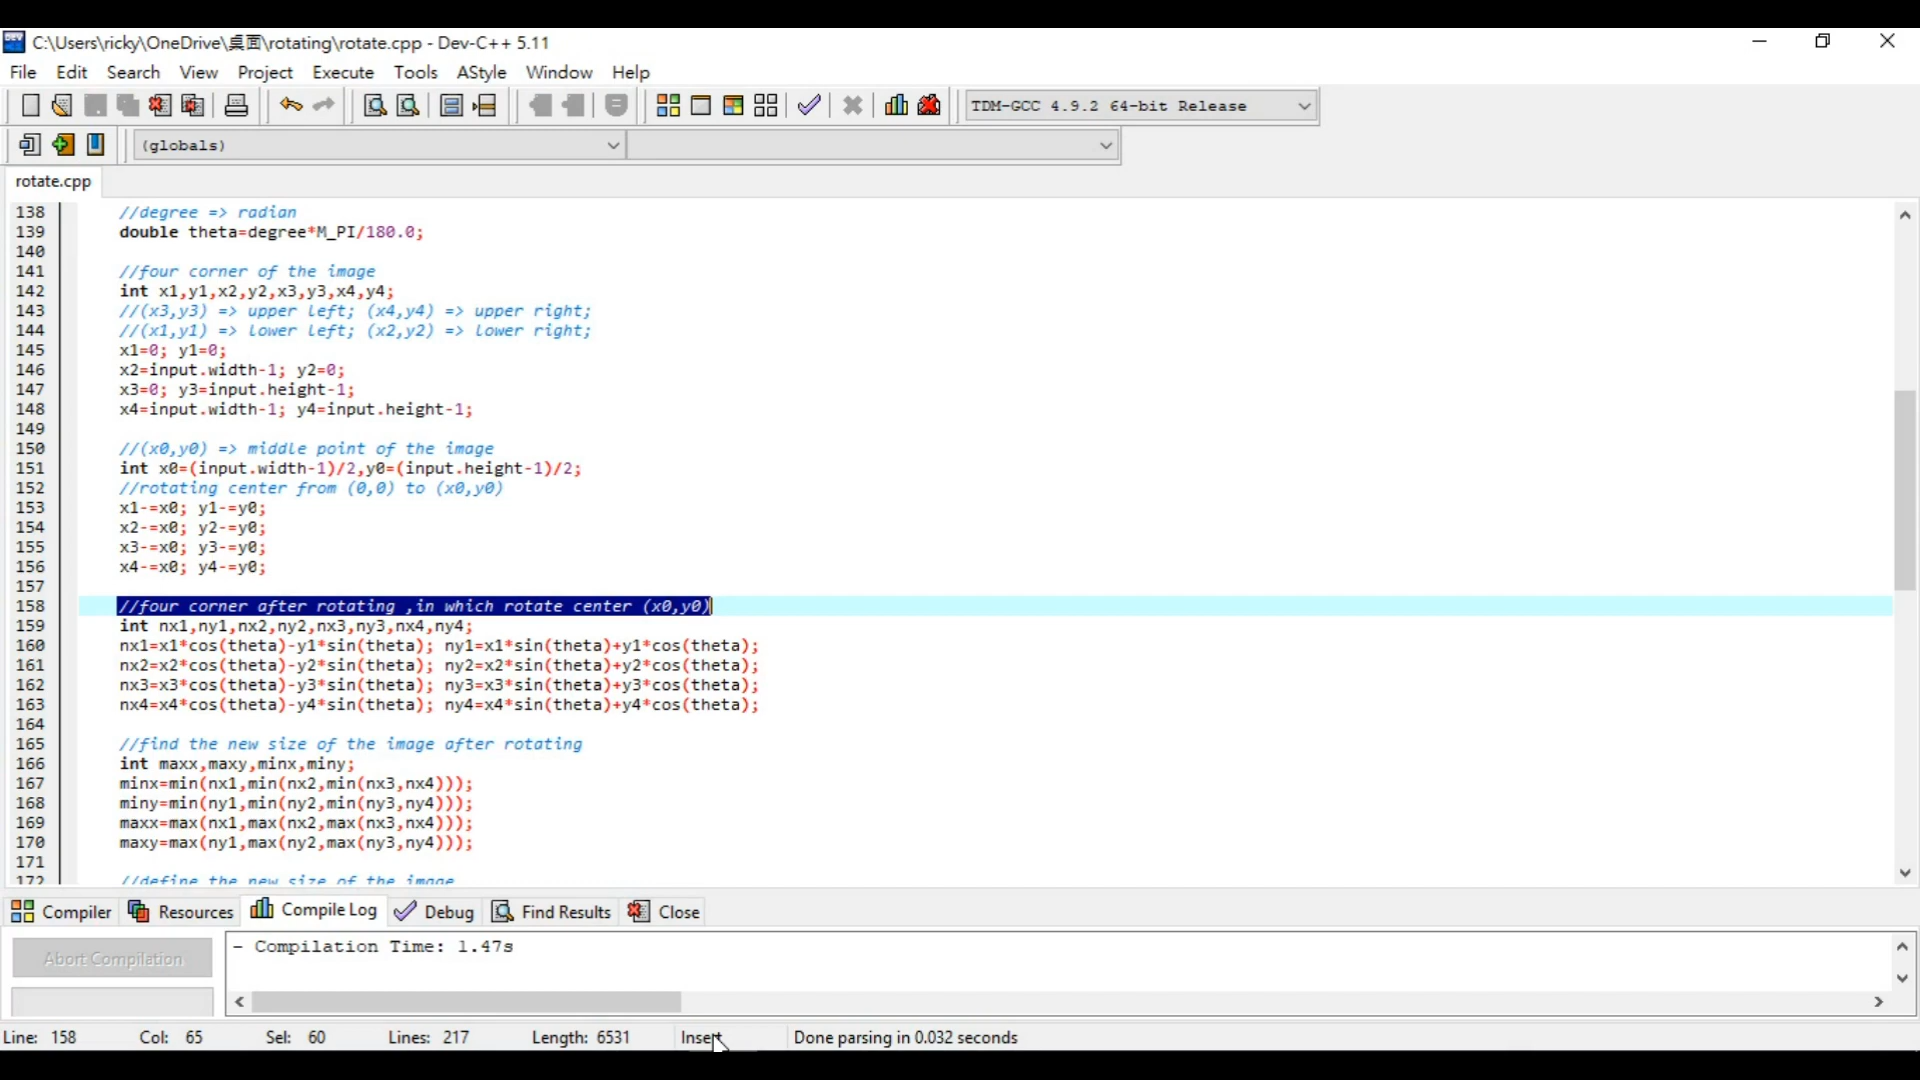 C:\Users\ricky\OneDrive\桌面\rotating\rotate.cpp - Dev-C++ 5.11
File Edit Search View Project Execute Tools AStyle Window Help
TDM-GCC 4.9.2 64-bit Release
(globals)
rotate.cpp
138 //degree => radian
139 double theta=degree*M_PI/180.0;
140
141 //four corner of the image
142 int x1,y1,x2,y2,x3,y3,x4,y4;
143 //(x3,y3) => upper left; (x4,y4) => upper right;
144 //(x1,y1) => lower left; (x2,y2) => lower right;
145 x1=0; y1=0;
146 x2=input.width-1; y2=0;
147 x3=0; y3=input.height-1;
148 x4=input.width-1; y4=input.height-1;
149
150 //(x0,y0) => middle point of the image
151 int x0=(input.width-1)/2,y0=(input.height-1)/2;
152 //rotating center from (0,0) to (x0,y0)
153 x1-=x0; y1-=y0;
154 x2-=x0; y2-=y0;
155 x3-=x0; y3-=y0;
156 x4-=x0; y4-=y0;
157
158 //four corner after rotating ,in which rotate center (x0,y0)
159 int nx1,ny1,nx2,ny2,nx3,ny3,nx4,ny4;
160 nx1=x1*cos(theta)-y1*sin(theta); ny1=x1*sin(theta)+y1*cos(theta);
161 nx2=x2*cos(theta)-y2*sin(theta); ny2=x2*sin(theta)+y2*cos(theta);
162 nx3=x3*cos(theta)-y3*sin(theta); ny3=x3*sin(theta)+y3*cos(theta);
163 nx4=x4*cos(theta)-y4*sin(theta); ny4=x4*sin(theta)+y4*cos(theta);
164
165 //find the new size of the image after rotating
166 int maxx,maxy,minx,miny;
167 minx=min(nx1,min(nx2,min(nx3,nx4)));
168 miny=min(ny1,min(ny2,min(ny3,ny4)));
169 maxx=max(nx1,max(nx2,max(nx3,nx4)));
170 maxy=max(ny1,max(ny2,max(ny3,ny4)));
171
172 //define the new size of the image
Compiler Resources Compile Log Debug Find Results Close
Abort Compilation
- Compilation Time: 1.47s
Line: 158 Col: 65 Sel: 60 Lines: 217 Length: 6531 Insert Done parsing in 0.032 seconds